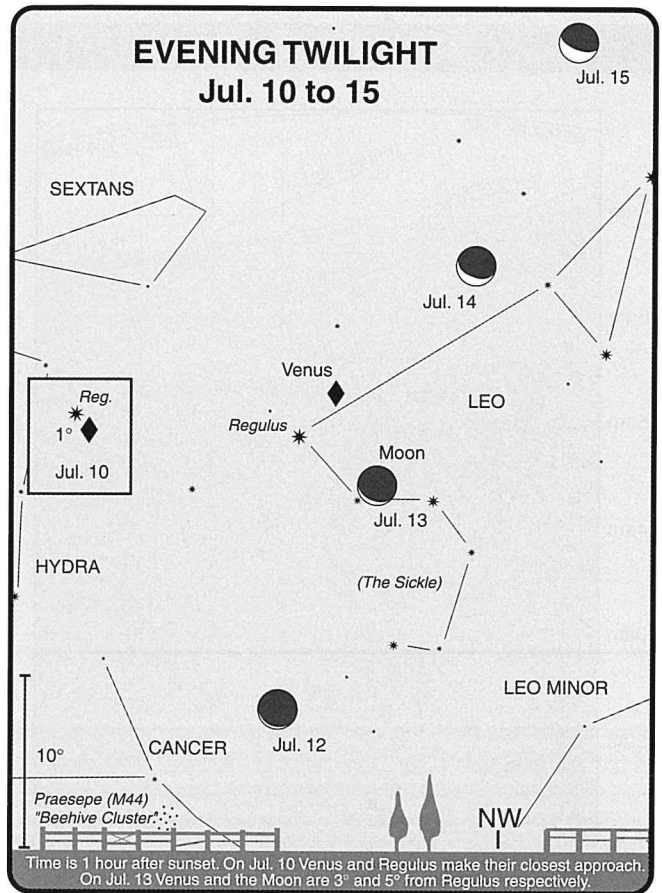 EVENING TWILIGHT
Jul. 10 to 15
Jul. 15
SEXTANS
Jul. 14
Venus
Reg.
1°
Jul. 10
Regulus
LEO
Moon
Jul. 13
HYDRA
(The Sickle)
LEO MINOR
Jul. 12
10°
CANCER
Praesepe (M44)
"Beehive Cluster"
NW
Time is 1 hour after sunset. On Jul. 10 Venus and Regulus make their closest approach.
On Jul. 13 Venus and the Moon are 3° and 5° from Regulus respectively.